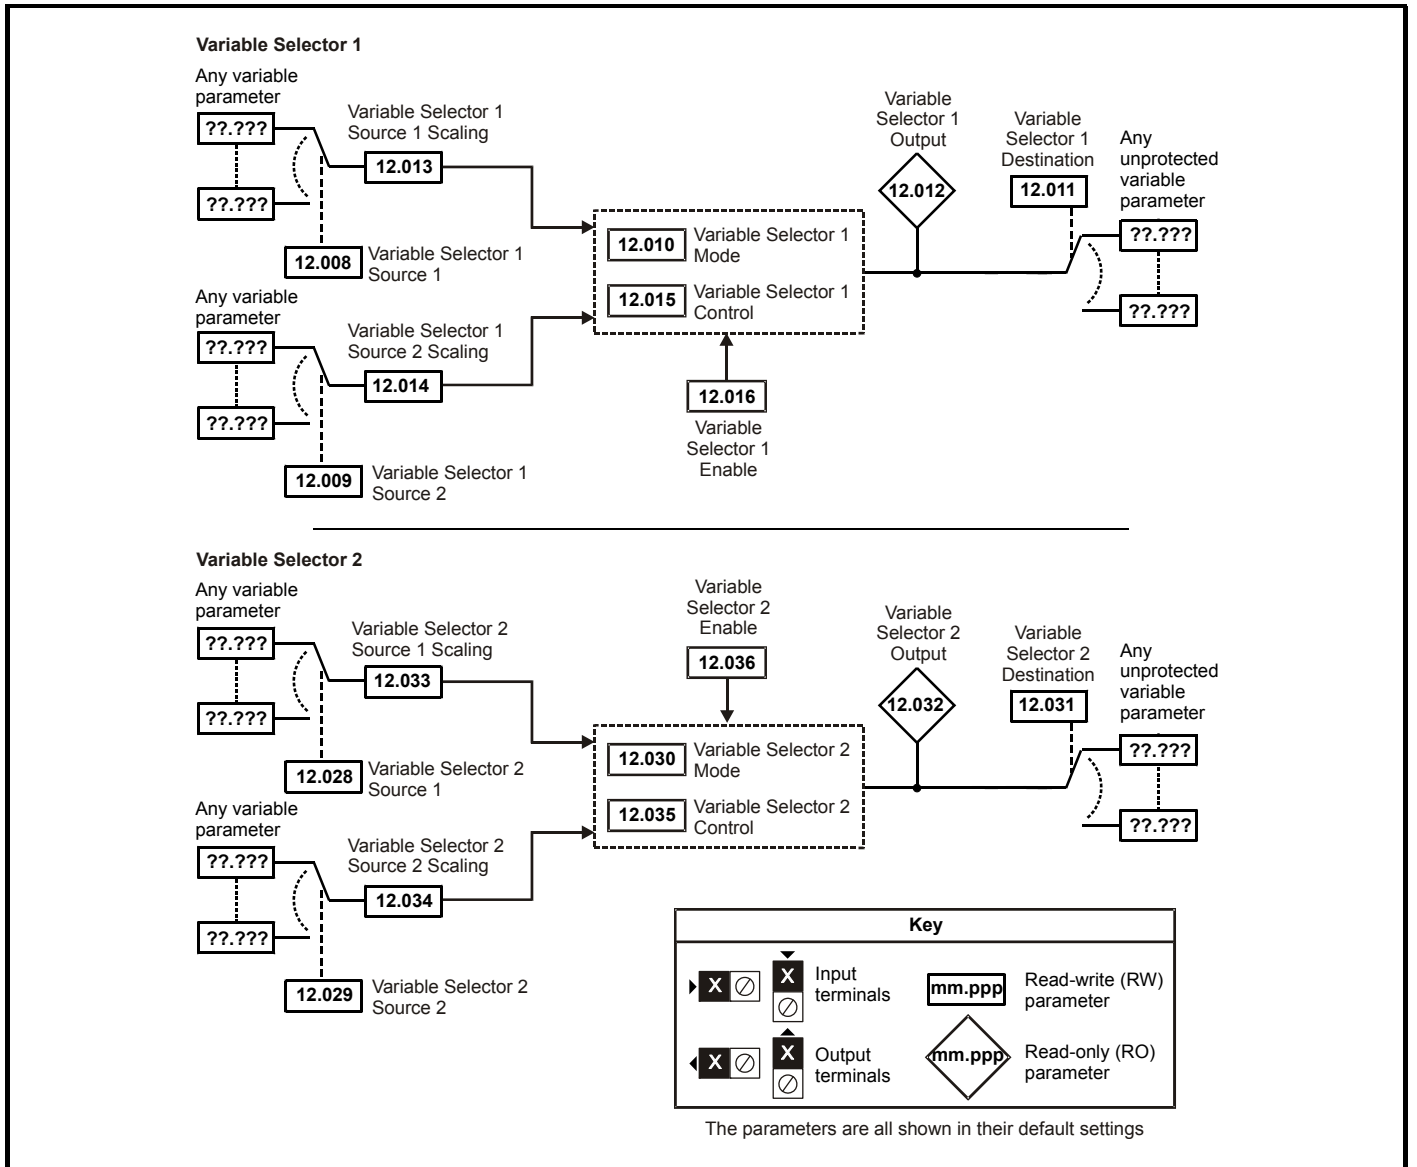 Variable Selector 1
Any variable
parameter
??.???
??.???
Variable Selector 1
Source 1 Scaling
12.013
12.008
Variable Selector 1
Source 1
Any variable
parameter
??.???
??.???
Variable Selector 1
Source 2 Scaling
12.014
12.009
Variable Selector 1
Source 2
12.010
Variable Selector 1
Mode
12.015
Variable Selector 1
Control
12.016
Variable
Selector 1
Enable
Variable
Selector 1
Output
12.012
Variable
Selector 1
Destination
12.011
Any
unprotected
variable
parameter
??.???
??.???
Variable Selector 2
Any variable
parameter
??.???
??.???
Variable Selector 2
Source 1 Scaling
12.033
12.028
Variable Selector 2
Source 1
Any variable
parameter
??.???
??.???
Variable Selector 2
Source 2 Scaling
12.034
12.029
Variable Selector 2
Source 2
Variable
Selector 2
Enable
12.036
12.030
Variable Selector 2
Mode
12.035
Variable Selector 2
Control
Variable
Selector 2
Output
12.032
Variable
Selector 2
Destination
12.031
Any
unprotected
variable
parameter
??.???
??.???
Key
X
X
Input
terminals
mm.ppp
Read-write (RW)
parameter
X
X
Output
terminals
mm.ppp
Read-only (RO)
parameter
The parameters are all shown in their default settings